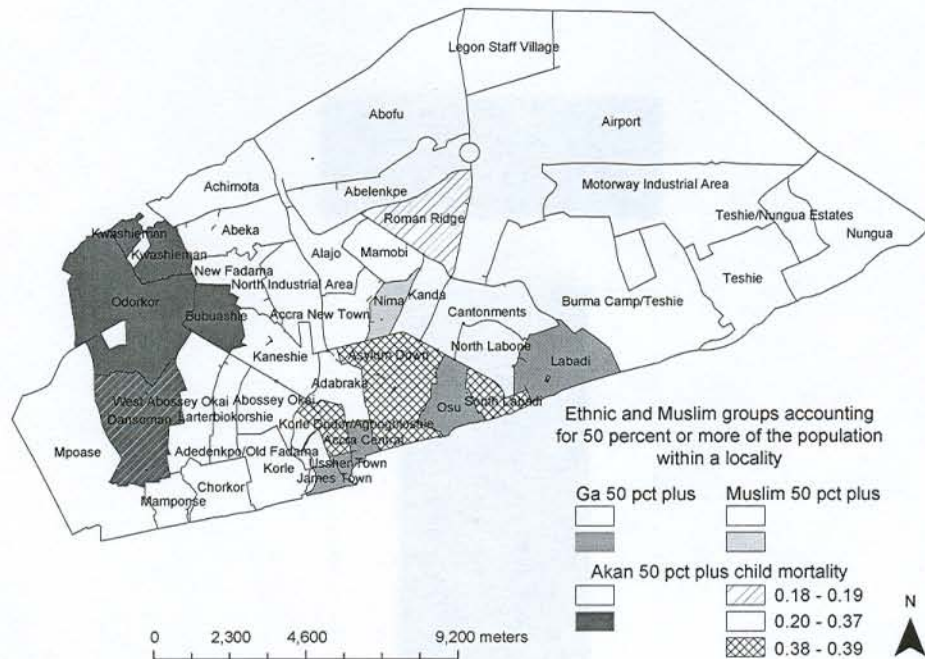 Legon Staff Village
Abofu
Airport
Achimota
Abelenkpe
Motorway Industrial Area
Roman Ridge
Teshie/Nungua Estates
Kwashieman
Abeka
Nungua
Kwashieman
Alajo
Mamobi
New Fadama
Teshie
North Industrial Area
Odorkor
Nima
Kanda
Burma Camp/Teshie
Bubuashie
Accra New Town
Cantonments
North Labone
Kaneshie
Asylum Down
Labadi
Adabraka
West Abossey Okai
Abossey Okai
Osu
South Labadi
Dansoman
Larterbiokorshie
Korle Dudor/Agbogbloshie
Accra Central
Mpoase
Adedenkpo/Old Fadama
Korle
Ussher Town
James Town
Chorkor
Mamponse
Ethnic and Muslim groups accounting
for 50 percent or more of the population
within a locality
Ga 50 pct plus
Muslim 50 pct plus
Akan 50 pct plus child mortality
0.18 - 0.19
0.20 - 0.37
0.38 - 0.39
N
0 2,300 4,600 9,200 meters